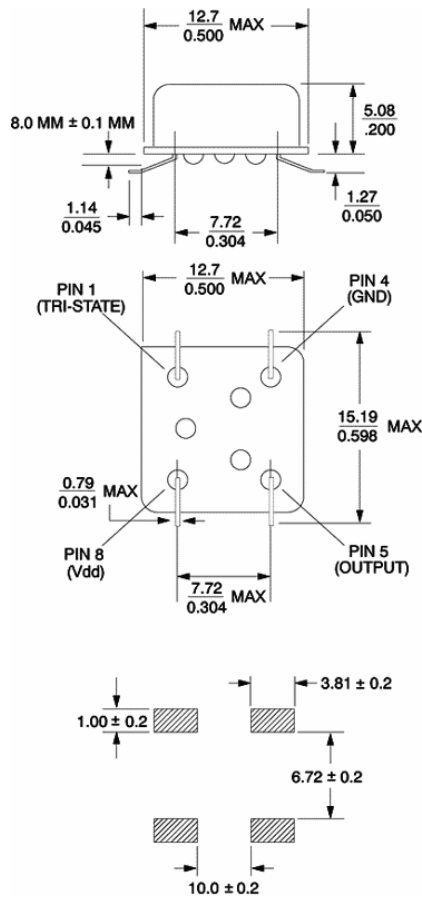 12.7 MAX
0.500
8.0 MM ± 0.1 MM
5.08
.200
1.14
0.045
7.72
0.304
1.27
0.050
12.7 MAX
0.500
PIN 1
(TRI-STATE)
PIN 4
(GND)
15.19 MAX
0.598
0.79 MAX
0.031
PIN 8
(Vdd)
PIN 5
(OUTPUT)
7.72 MAX
0.304
3.81 ± 0.2
1.00 ± 0.2
6.72 ± 0.2
10.0 ± 0.2